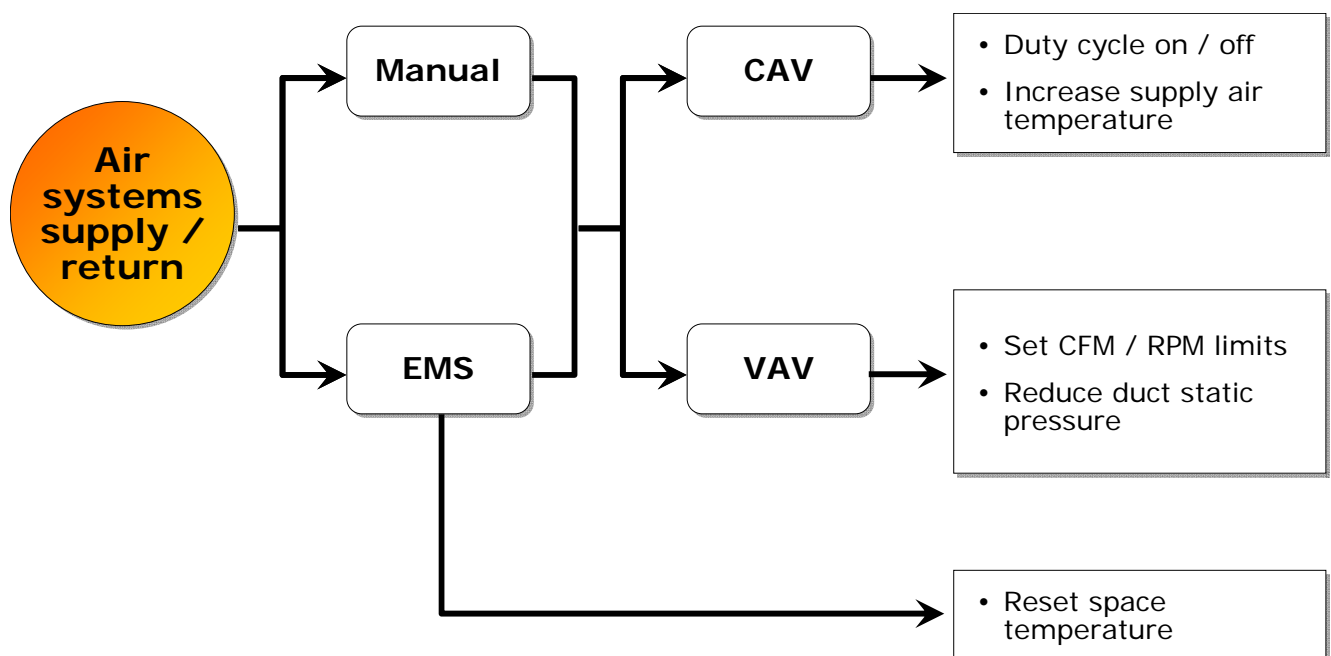 Air
systems
supply /
return
Manual
EMS
CAV
VAV
• Duty cycle on / off
• Increase supply air
temperature
• Set CFM / RPM limits
• Reduce duct static
pressure
• Reset space
temperature